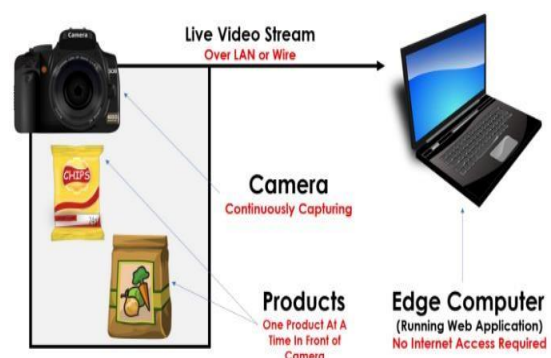 Camera
Live Video Stream
Over LAN or Wire
CHIPS
Camera
Continuously Capturing
Products
One Product At A
Time In Front of
Camera
Edge Computer
(Running Web Application)
No Internet Access Required